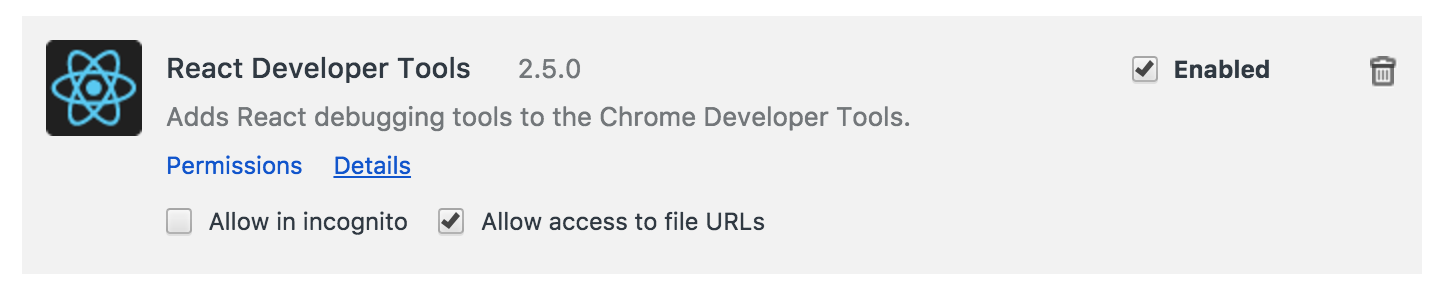 React Developer Tools 2.5.0 Enabled
Adds React debugging tools to the Chrome Developer Tools.
Permissions Details
Allow in incognito Allow access to file URLs